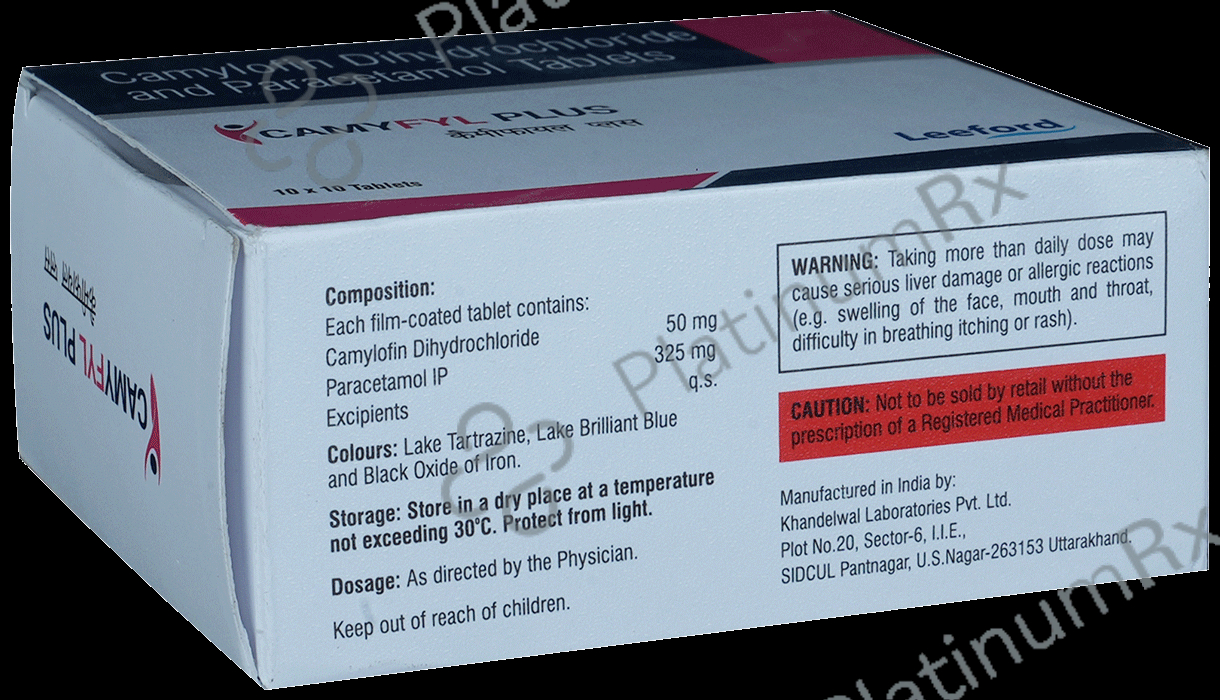 Camylofin Dihydrochloride
and Paracetamol Tablets
CAMYFYL PLUS
कैमीफायल प्लस
Leeford
10 x 10 Tablets
कैमीफायल प्लस
CAMYFYL PLUS
Composition:
Each film-coated tablet contains:
Camylofin Dihydrochloride 50 mg
Paracetamol IP 325 mg
Excipients q.s.
Colours: Lake Tartrazine, Lake Brilliant Blue
and Black Oxide of Iron.
Storage: Store in a dry place at a temperature
not exceeding 30°C. Protect from light.
Dosage: As directed by the Physician.
Keep out of reach of children.
WARNING: Taking more than daily dose may
cause serious liver damage or allergic reactions
(e.g. swelling of the face, mouth and throat,
difficulty in breathing itching or rash).
CAUTION: Not to be sold by retail without the
prescription of a Registered Medical Practitioner.
Manufactured in India by:
Khandelwal Laboratories Pvt. Ltd.
Plot No.20, Sector-6, I.I.E.,
SIDCUL Pantnagar, U.S.Nagar-263153 Uttarakhand.
PlatinumRx
PlatinumRx